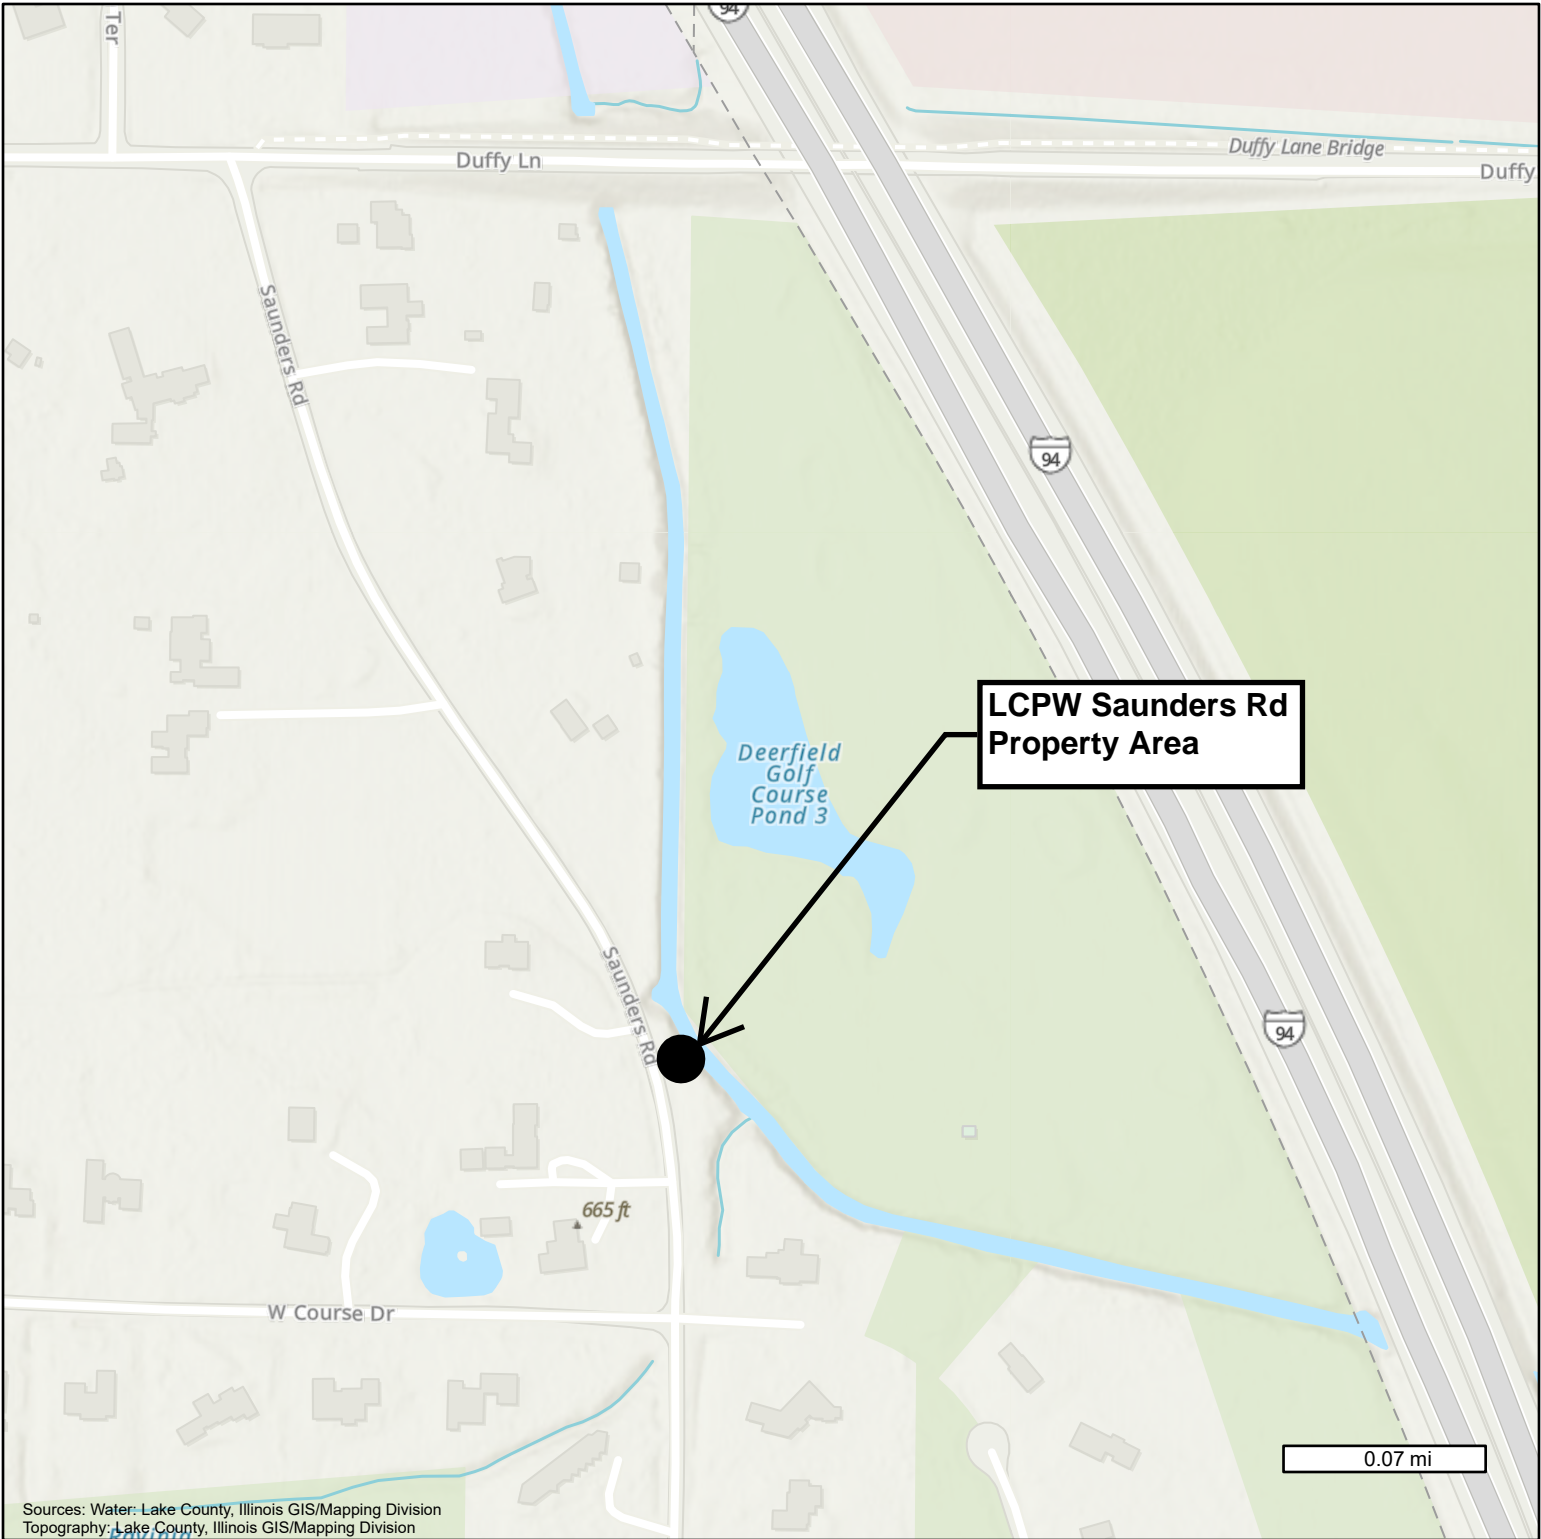 94
Ter
Duffy Ln
Duffy Lane Bridge
Duffy
Saunders Rd
94
LCPW Saunders Rd
Property Area
Deerfield
Golf
Course
Pond 3
Saunders Rd
94
665 ft
W Course Dr
0.07 mi
Sources: Water: Lake County, Illinois GIS/Mapping Division
Topography: Lake County, Illinois GIS/Mapping Division